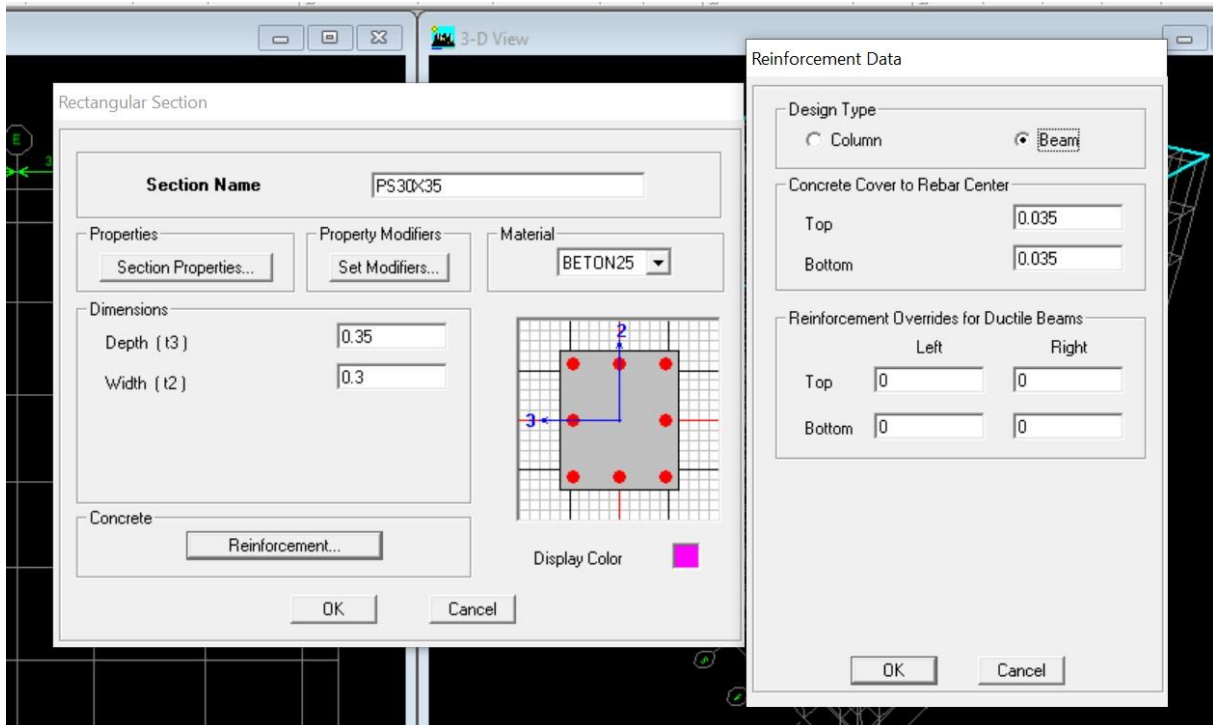 3-D View
E
3
Rectangular Section
Section Name
PS30X35
Properties
Section Properties...
Property Modifiers
Set Modifiers...
Material
BETON25
Dimensions
Depth ( t3 )
0.35
Width ( t2 )
0.3
2
3
Concrete
Reinforcement...
Display Color
OK
Cancel
Reinforcement Data
Design Type
Column
Beam
Concrete Cover to Rebar Center
Top
0.035
Bottom
0.035
Reinforcement Overrides for Ductile Beams
Left
Right
Top
0
0
Bottom
0
0
OK
Cancel